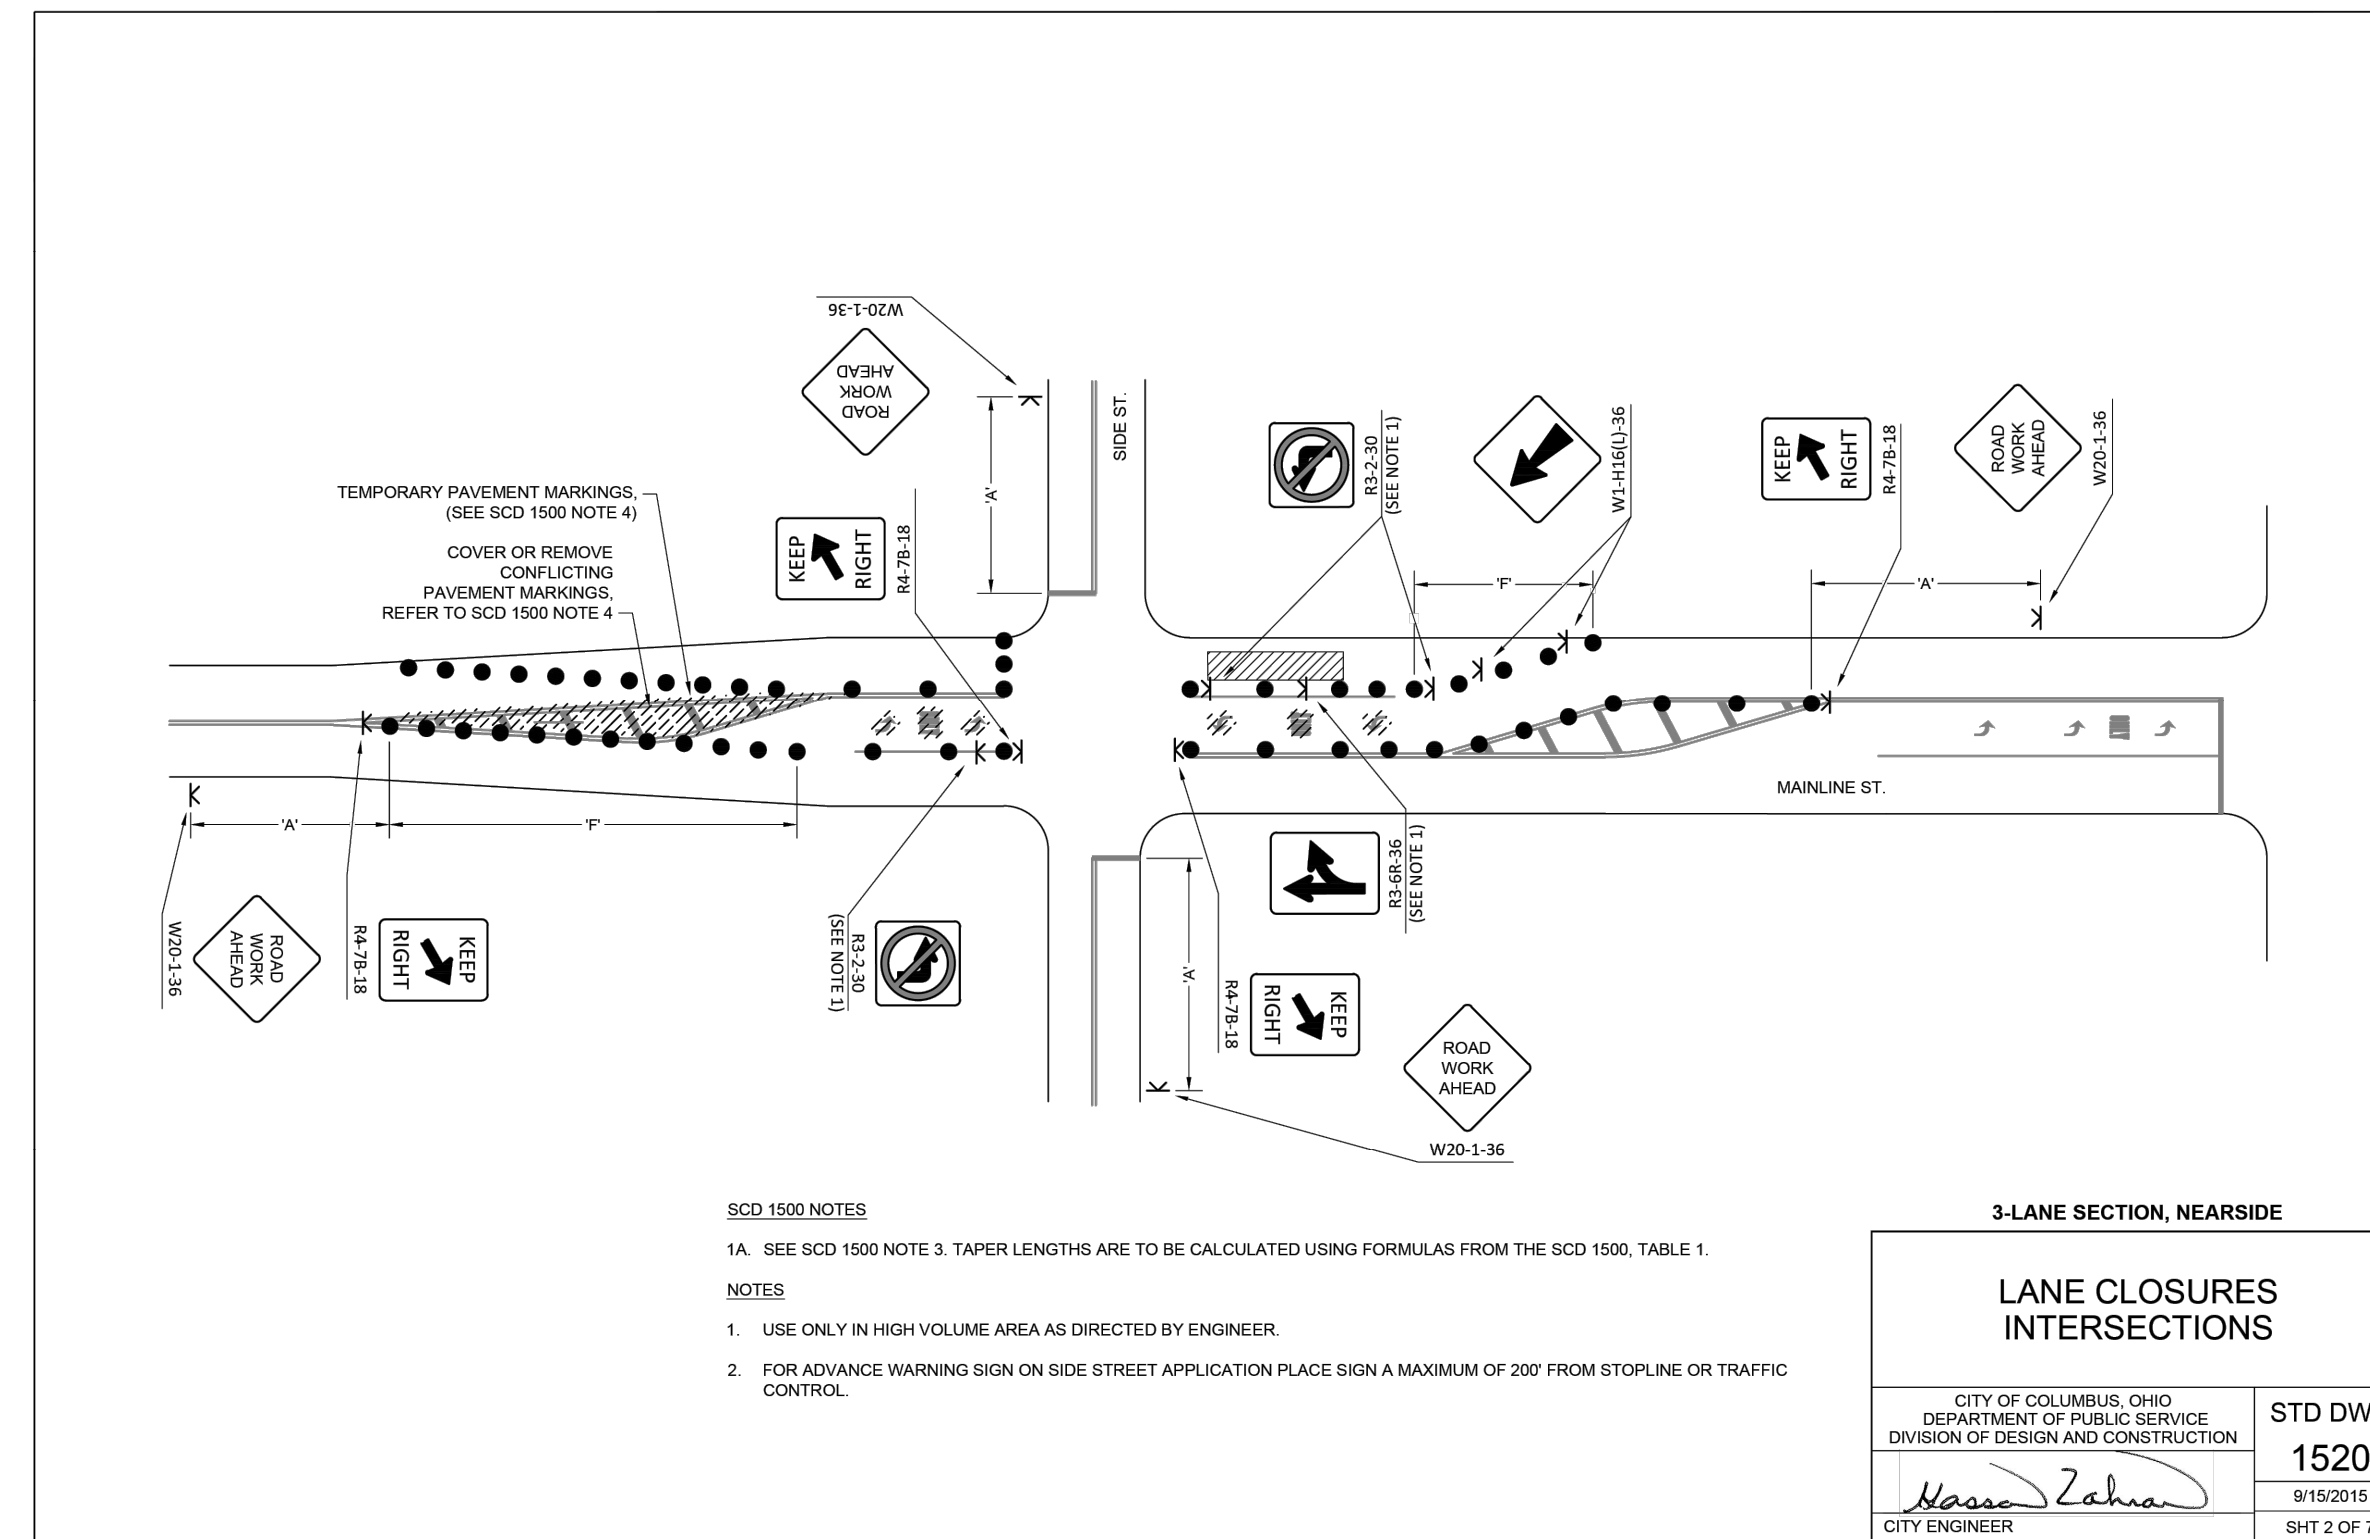 W20-1-36
ROAD
WORK
AHEAD
'A'
SIDE ST.
TEMPORARY PAVEMENT MARKINGS,
(SEE SCD 1500 NOTE 4)
COVER OR REMOVE
CONFLICTING
PAVEMENT MARKINGS,
REFER TO SCD 1500 NOTE 4
KEEP
RIGHT
R4-7B-18
R3-2-30
(SEE NOTE 1)
'F'
W1-H16(L)-36
KEEP
RIGHT
R4-7B-18
'A'
ROAD
WORK
AHEAD
W20-1-36
MAINLINE ST.
'A'
'F'
W20-1-36
ROAD
WORK
AHEAD
R4-7B-18
KEEP
RIGHT
R3-2-30
(SEE NOTE 1)
R3-6R-36
(SEE NOTE 1)
'A'
R4-7B-18
KEEP
RIGHT
ROAD
WORK
AHEAD
W20-1-36
SCD 1500 NOTES
1A. SEE SCD 1500 NOTE 3. TAPER LENGTHS ARE TO BE CALCULATED USING FORMULAS FROM THE SCD 1500, TABLE 1.
NOTES
1. USE ONLY IN HIGH VOLUME AREA AS DIRECTED BY ENGINEER.
2. FOR ADVANCE WARNING SIGN ON SIDE STREET APPLICATION PLACE SIGN A MAXIMUM OF 200' FROM STOPLINE OR TRAFFIC
CONTROL.
3-LANE SECTION, NEARSIDE
LANE CLOSURES
INTERSECTIONS
CITY OF COLUMBUS, OHIO
DEPARTMENT OF PUBLIC SERVICE
DIVISION OF DESIGN AND CONSTRUCTION
Hassan Zahran
CITY ENGINEER
STD DW
1520
9/15/2015
SHT 2 OF 7